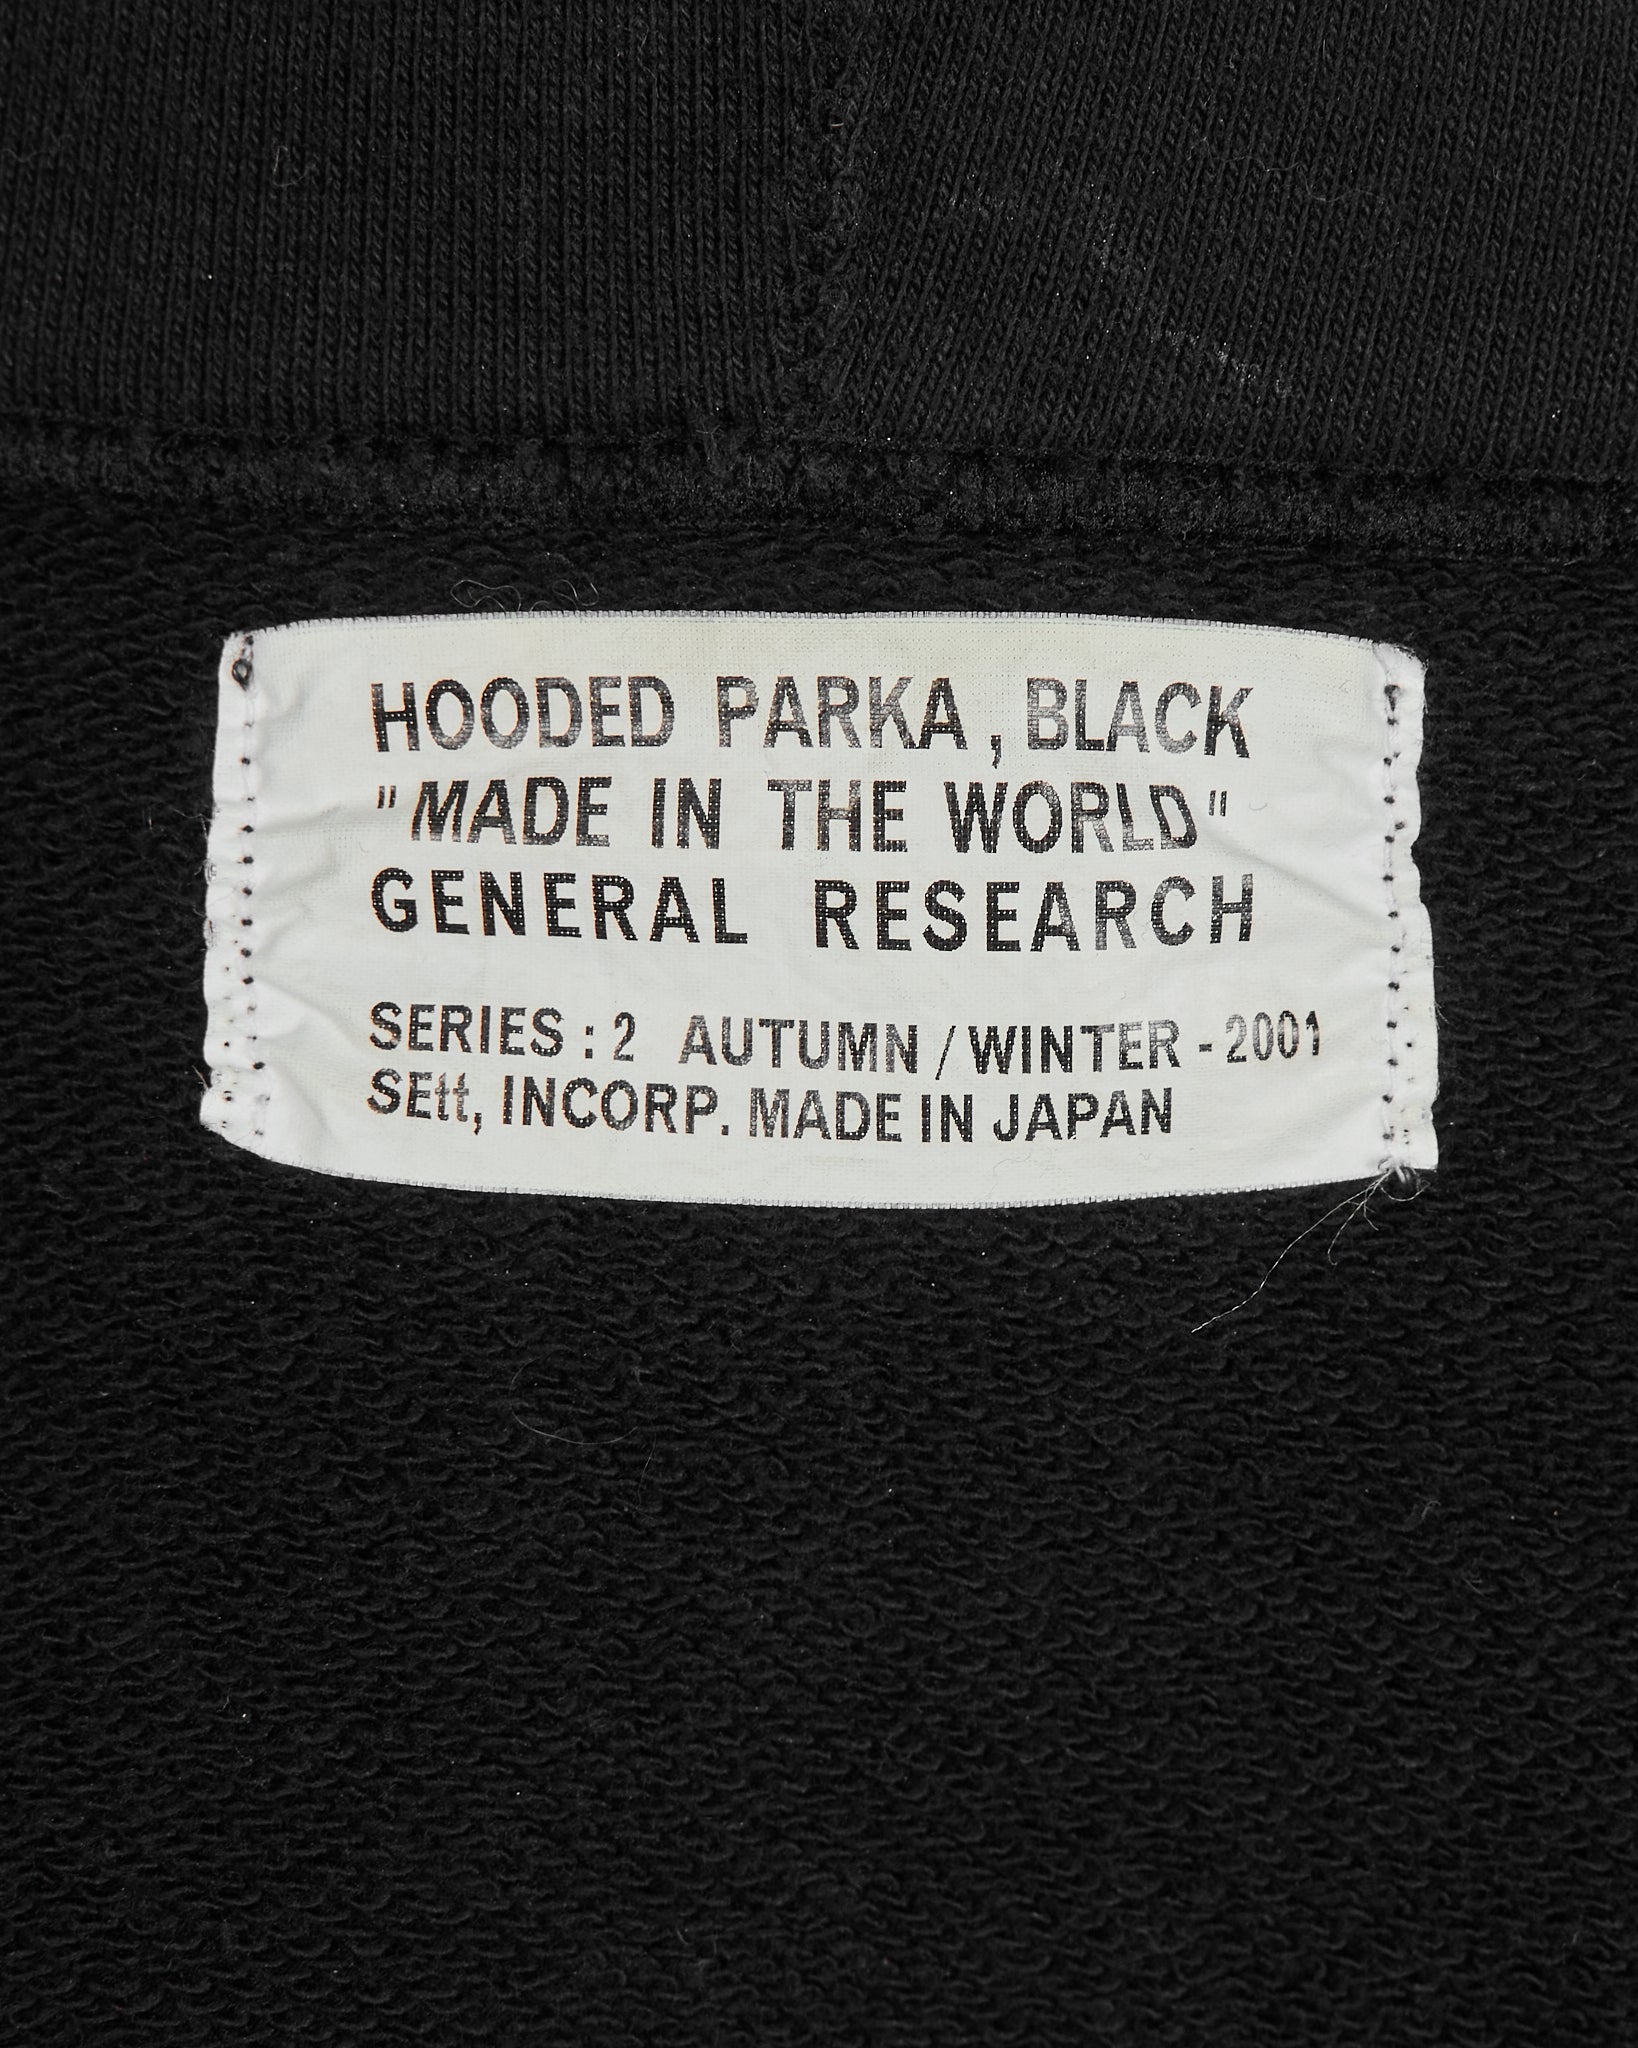 HOODED PARKA, BLACK
"MADE IN THE WORLD"
GENERAL RESEARCH
SERIES : 2 AUTUMN / WINTER - 2001
SEtt, INCORP. MADE IN JAPAN